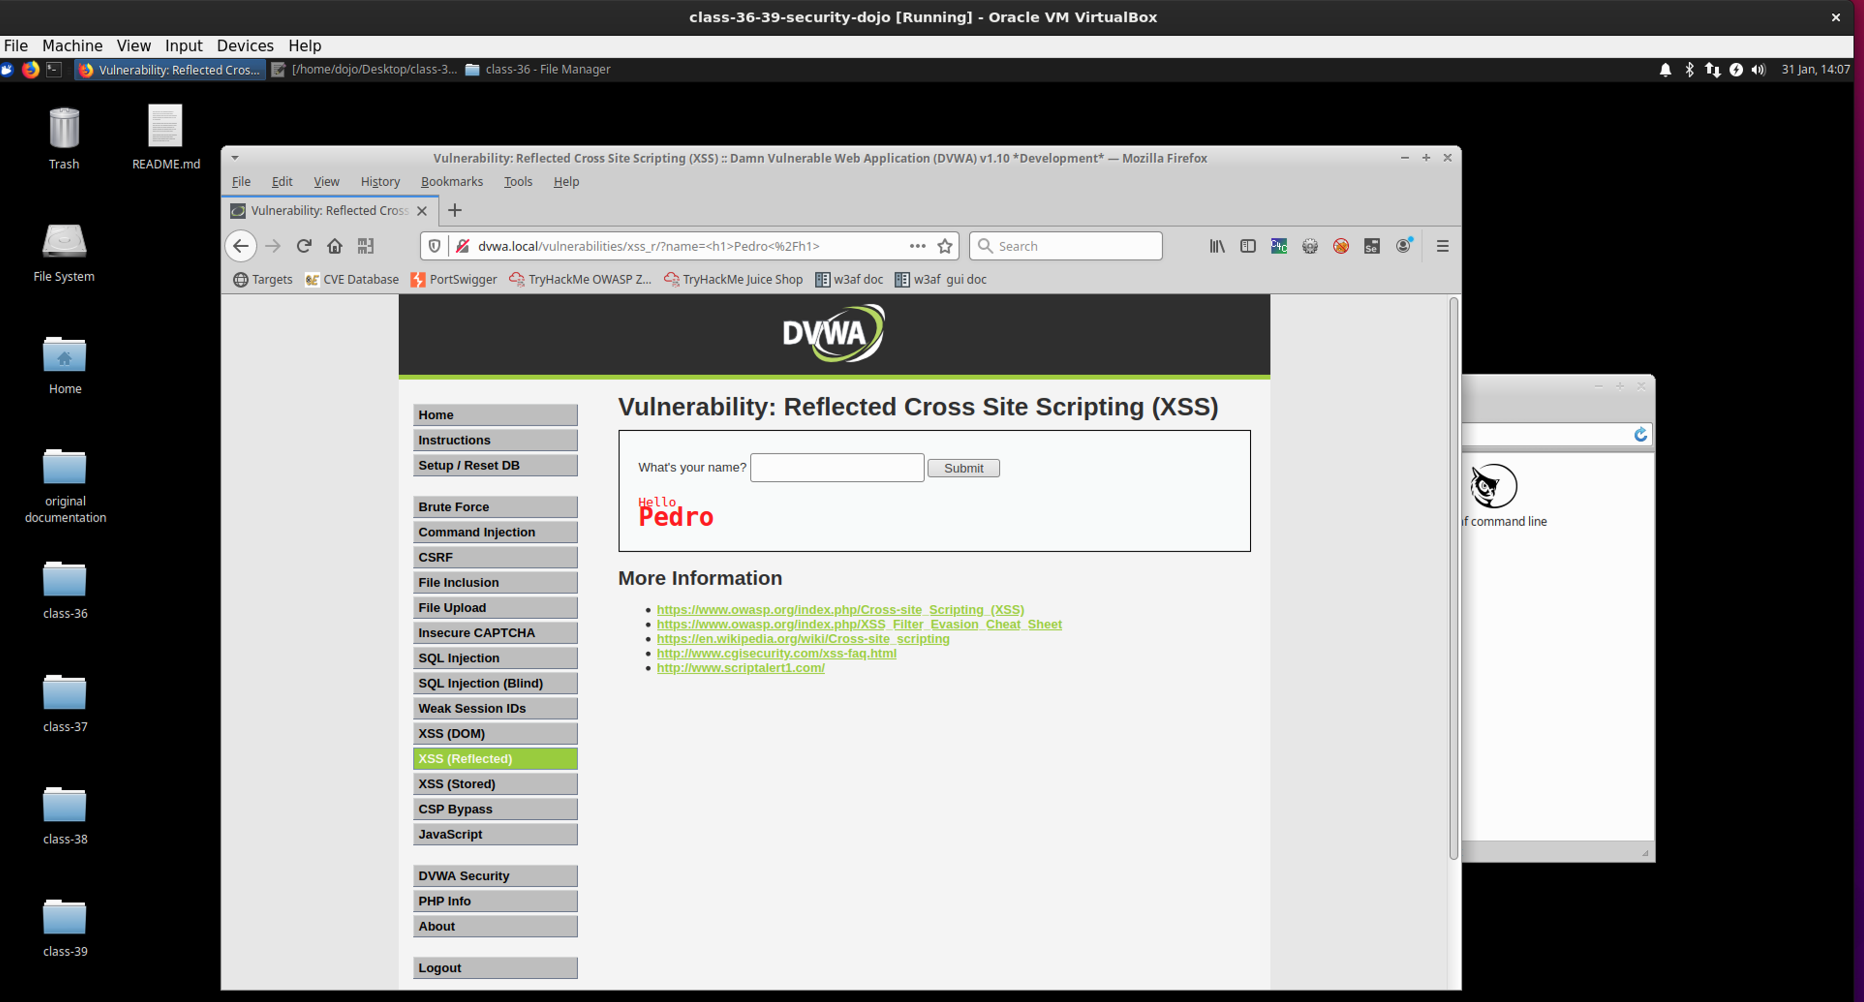 class-36-39-security-dojo [Running] - Oracle VM VirtualBox
File Machine View Input Devices Help
Vulnerability: Reflected Cros... [/home/dojo/Desktop/class-3... class-36 - File Manager 31 Jan, 14:07
Trash
README.md
File System
Home
original
documentation
class-36
class-37
class-38
class-39
Vulnerability: Reflected Cross Site Scripting (XSS) :: Damn Vulnerable Web Application (DVWA) v1.10 *Development* — Mozilla Firefox
File Edit View History Bookmarks Tools Help
Vulnerability: Reflected Cross
dvwa.local/vulnerabilities/xss_r/?name=<h1>Pedro<%2Fh1> Search
Targets CVE Database PortSwigger TryHackMe OWASP Z... TryHackMe Juice Shop w3af doc w3af gui doc
DVWA
Home
Instructions
Setup / Reset DB
Brute Force
Command Injection
CSRF
File Inclusion
File Upload
Insecure CAPTCHA
SQL Injection
SQL Injection (Blind)
Weak Session IDs
XSS (DOM)
XSS (Reflected)
XSS (Stored)
CSP Bypass
JavaScript
DVWA Security
PHP Info
About
Logout
Vulnerability: Reflected Cross Site Scripting (XSS)
What's your name? Submit
Hello
Pedro
More Information
https://www.owasp.org/index.php/Cross-site_Scripting_(XSS)
https://www.owasp.org/index.php/XSS_Filter_Evasion_Cheat_Sheet
https://en.wikipedia.org/wiki/Cross-site_scripting
http://www.cgisecurity.com/xss-faq.html
http://www.scriptalert1.com/
command line